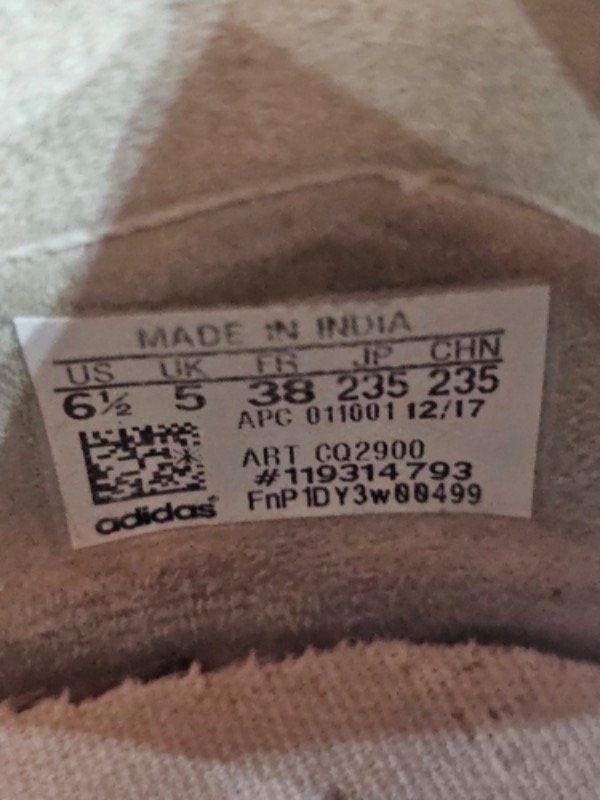 MADE IN INDIA
US UK FR JP CHN
6½ 5 38 235 235
APC 011001 12/17
ART CQ2900
#119314793
FnP1DY3w00499
adidas